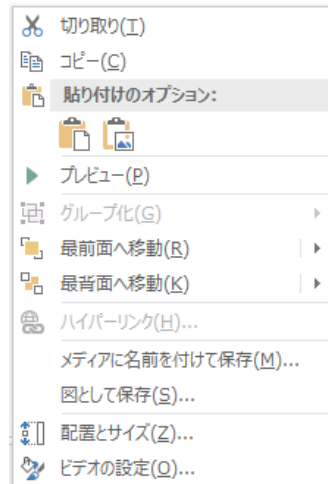 切り取り(T)
コピー(C)
貼り付けのオプション:
プレビュー(P)
グループ化(G)
最前面へ移動(R)
最背面へ移動(K)
ハイパーリンク(H)...
メディアに名前を付けて保存(M)...
図として保存(S)...
配置とサイズ(Z)...
ビデオの設定(O)...